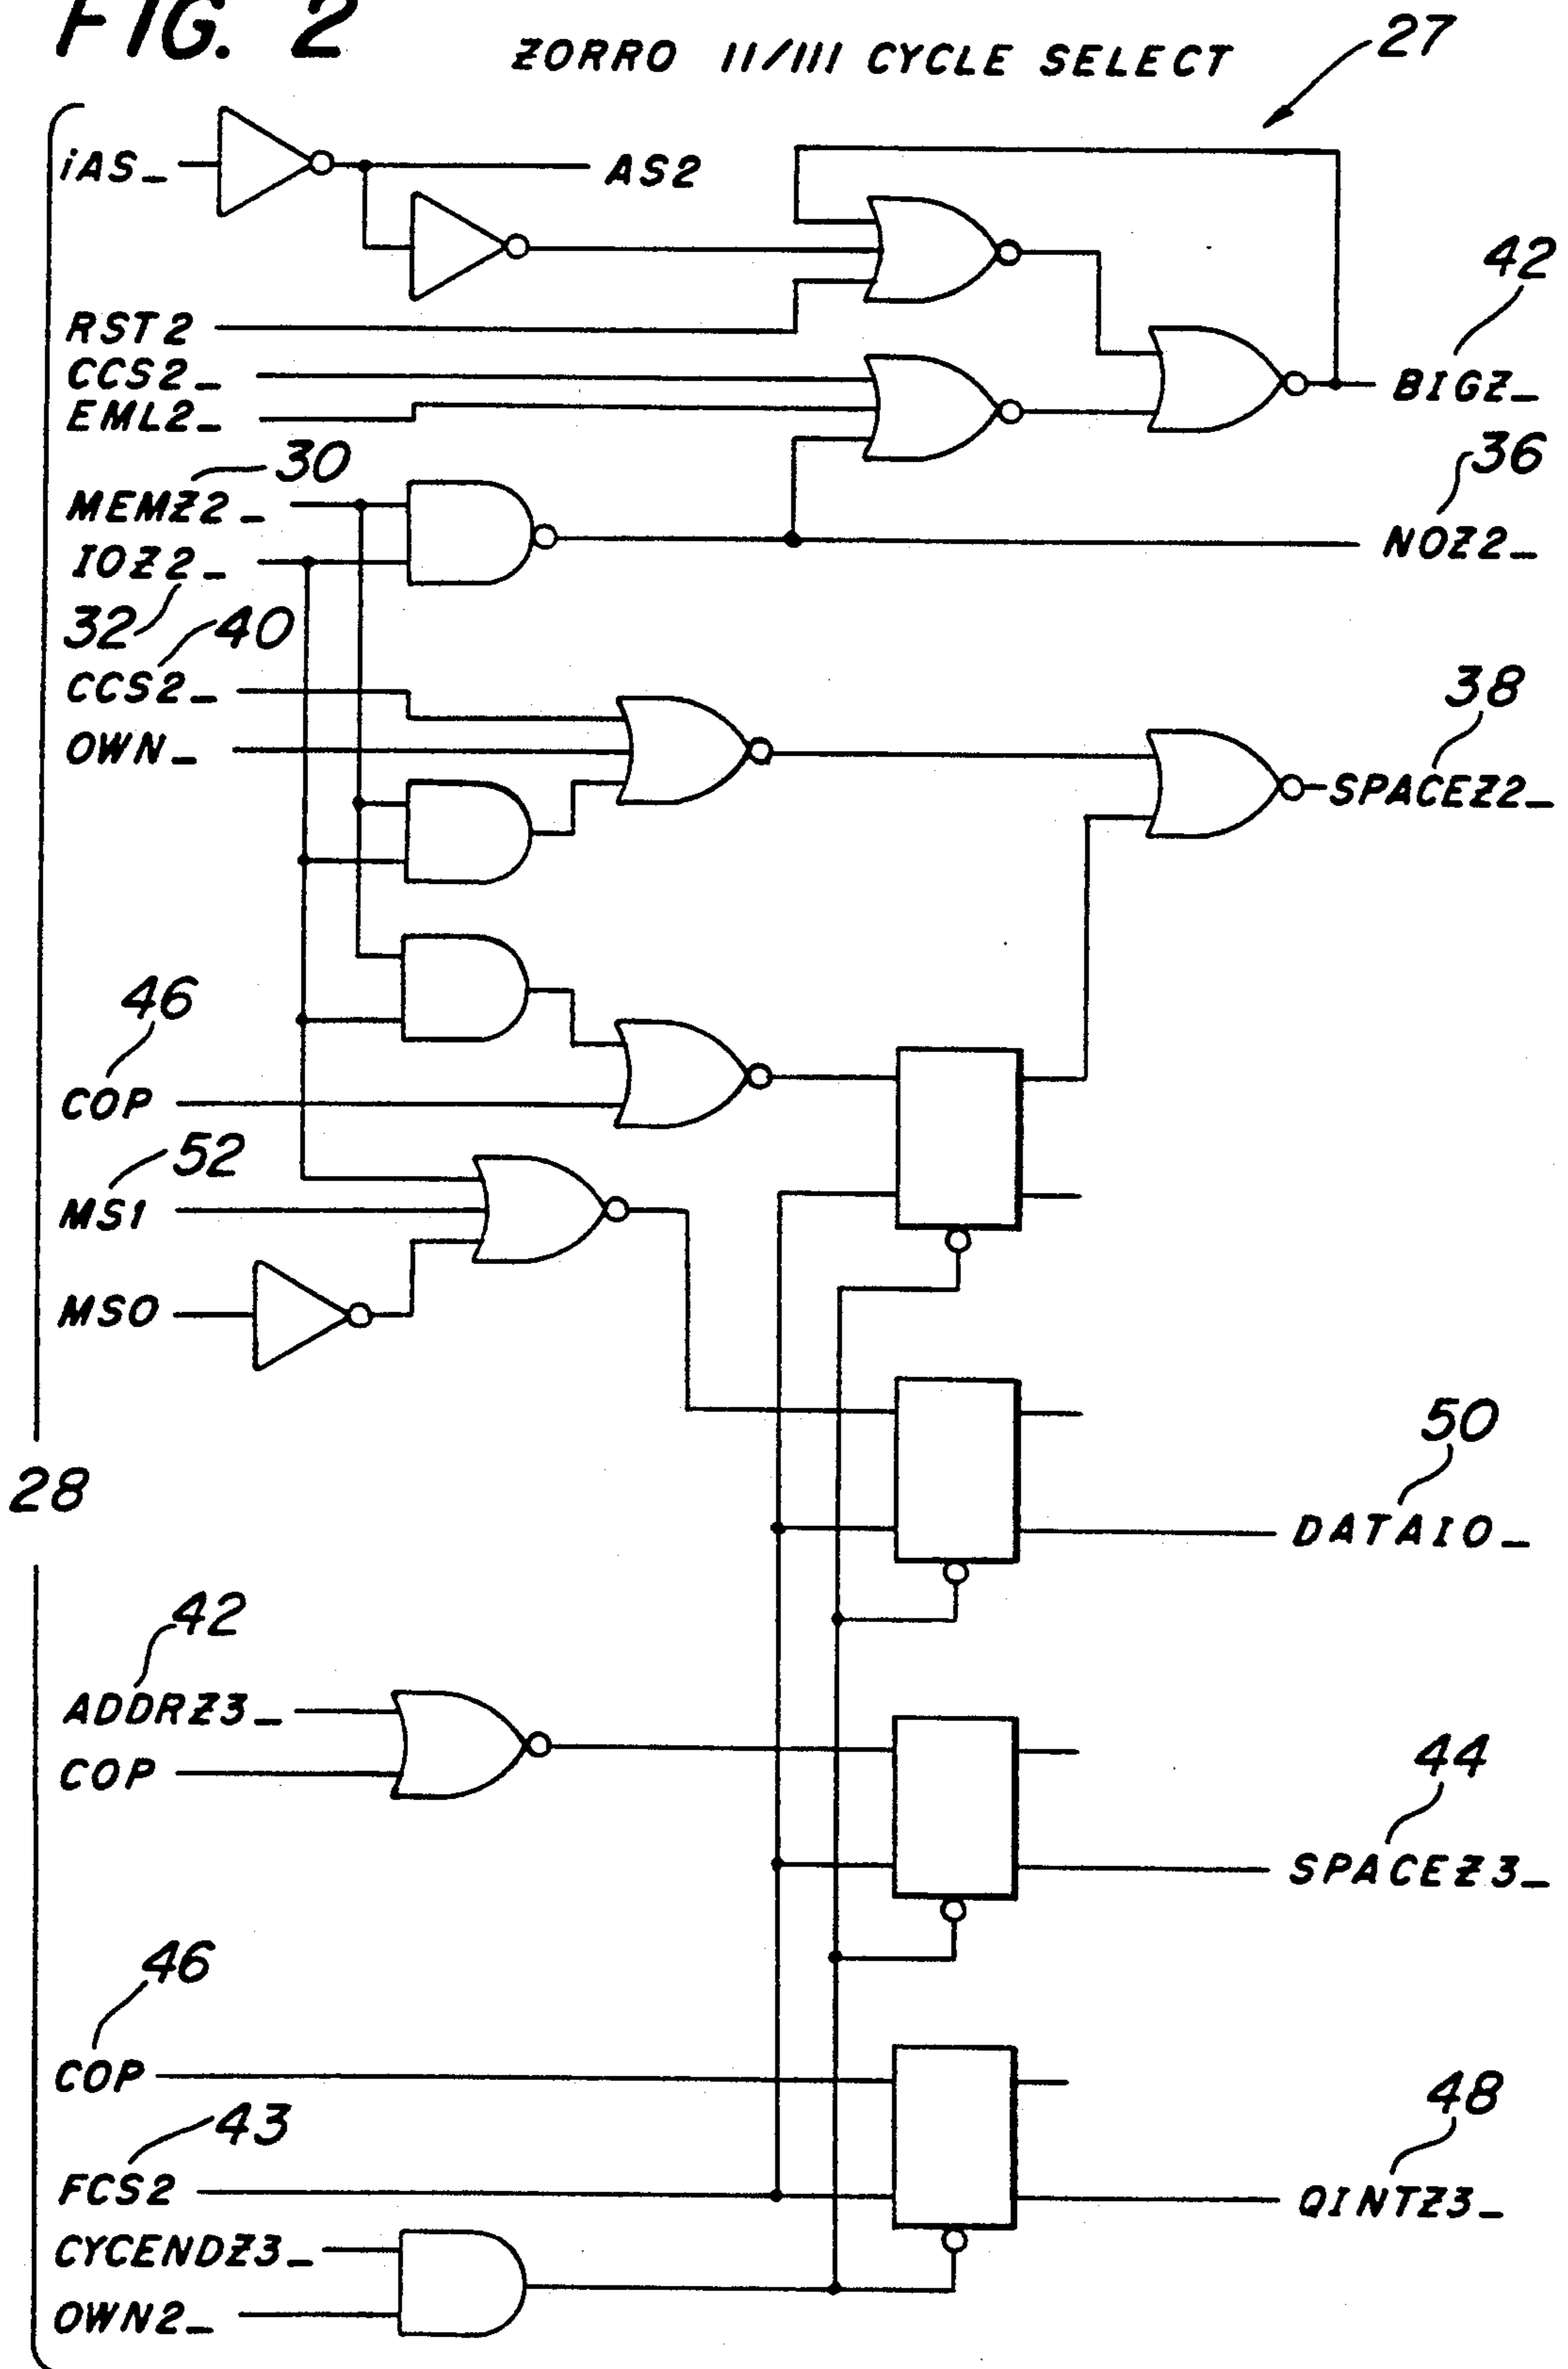 FIG. 2
ZORRO II/III CYCLE SELECT
27
iAS_
AS2
42
RST2
CCS2_
BIGZ_
EML2_
36
30
MEMZ2_
NOZ2_
IOZ2_
32
40
CCS2_
38
OWN_
SPACEZ2_
46
COP
52
MS1
MS0
50
28
DATAIO_
42
ADDRZ3_
44
COP
SPACEZ3_
46
COP
48
43
FCS2
QINTZ3_
CYCENDZ3_
OWN2_